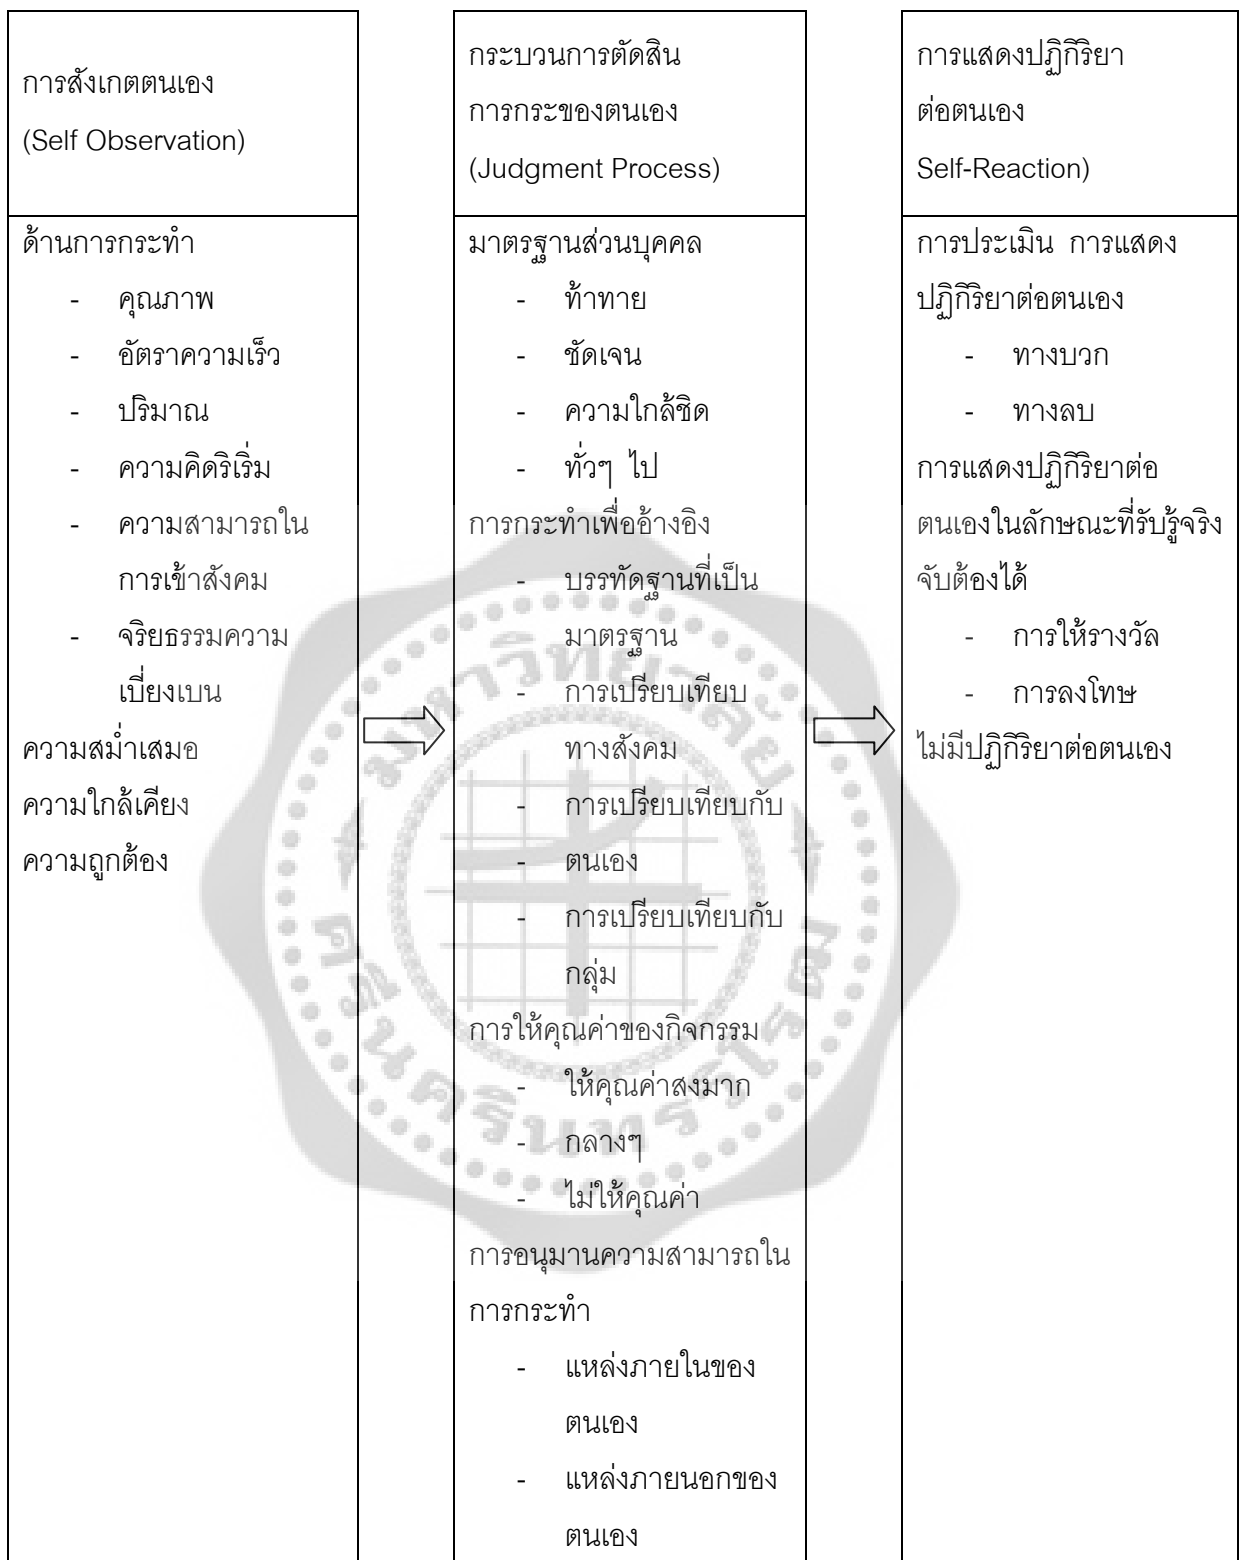 การสังเกตตนเอง
(Self Observation)
ด้านการกระทำ
- คุณภาพ
- อัตราความเร็ว
- ปริมาณ
- ความคิดริเริ่ม
- ความสามารถใน
การเข้าสังคม
- จริยธรรมความ
เบี่ยงเบน
ความสม่ำเสมอ
ความใกล้เคียง
ความถูกต้อง
กระบวนการตัดสิน
การกระของตนเอง
(Judgment Process)
มาตรฐานส่วนบุคคล
- ท้าทาย
- ชัดเจน
- ความใกล้ชิด
- ทั่วๆ ไป
การกระทำเพื่ออ้างอิง
- บรรทัดฐานที่เป็น
มาตรฐาน
- การเปรียบเทียบ
ทางสังคม
- การเปรียบเทียบกับ
- ตนเอง
- การเปรียบเทียบกับ
กลุ่ม
การให้คุณค่าของกิจกรรม
- ให้คุณค่าสงมาก
- กลางๆ
- ไม่ให้คุณค่า
การอนุมานความสามารถใน
การกระทำ
- แหล่งภายในของ
ตนเอง
- แหล่งภายนอกของ
ตนเอง
การแสดงปฏิกิริยา
ต่อตนเอง
Self-Reaction)
การประเมิน การแสดง
ปฏิกิริยาต่อตนเอง
- ทางบวก
- ทางลบ
การแสดงปฏิกิริยาต่อ
ตนเองในลักษณะที่รับรู้จริง
จับต้องได้
- การให้รางวัล
- การลงโทษ
ไม่มีปฏิกิริยาต่อตนเอง
มหาวิทยาลัย
ศรีนครินทรวิโรฒ